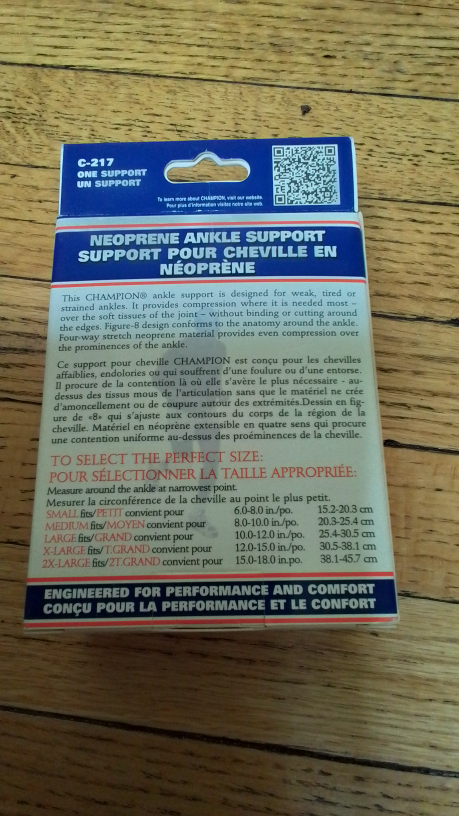 C-217
ONE SUPPORT
UN SUPPORT
To learn more about CHAMPION, visit our website.
Pour plus d'information visitez notre site web.
NEOPRENE ANKLE SUPPORT
SUPPORT POUR CHEVILLE EN
NÉOPRÈNE
This CHAMPION® ankle support is designed for weak, tired or
strained ankles. It provides compression where it is needed most –
over the soft tissues of the joint – without binding or cutting around
the edges. Figure-8 design conforms to the anatomy around the ankle.
Four-way stretch neoprene material provides even compression over
the prominences of the ankle.
Ce support pour cheville CHAMPION est conçu pour les chevilles
affaiblies, endolories ou qui souffrent d'une foulure ou d'une entorse.
Il procure de la contention là où elle s'avère le plus nécessaire - au-
dessus des tissus mous de l'articulation sans que le matériel ne crée
d'amoncellement ou de coupure autour des extrémités.Dessin en fig-
ure de «8» qui s'ajuste aux contours du corps de la région de la
cheville. Matériel en néoprène extensible en quatre sens qui procure
une contention uniforme au-dessus des proéminences de la cheville.
TO SELECT THE PERFECT SIZE:
POUR SÉLECTIONNER LA TAILLE APPROPRIÉE:
Measure around the ankle at narrowest point.
Mesurer la circonférence de la cheville au point le plus petit.
SMALL fits/PETIT convient pour 6.0-8.0 in./po. 15.2-20.3 cm
MEDIUM fits/MOYEN convient pour 8.0-10.0 in./po. 20.3-25.4 cm
LARGE fits/GRAND convient pour 10.0-12.0 in./po. 25.4-30.5 cm
X-LARGE fits/T.GRAND convient pour 12.0-15.0 in./po. 30.5-38.1 cm
2X-LARGE fits/2T.GRAND convient pour 15.0-18.0 in.po. 38.1-45.7 cm
ENGINEERED FOR PERFORMANCE AND COMFORT
CONÇU POUR LA PERFORMANCE ET LE CONFORT